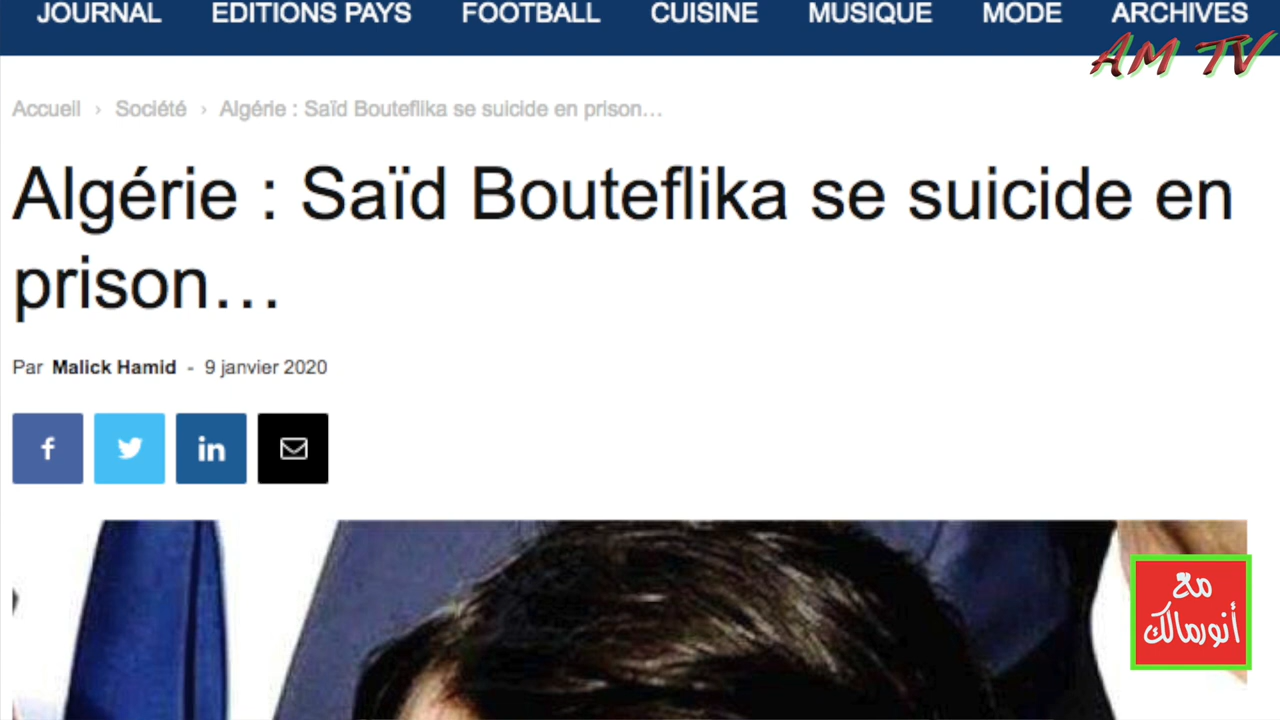 JOURNAL EDITIONS PAYS FOOTBALL CUISINE MUSIQUE MODE ARCHIVES
AM TV
Accueil › Société › Algérie : Saïd Bouteflika se suicide en prison…
Algérie : Saïd Bouteflika se suicide en
prison…
Par Malick Hamid - 9 janvier 2020
f
in
مع
أنورمالك